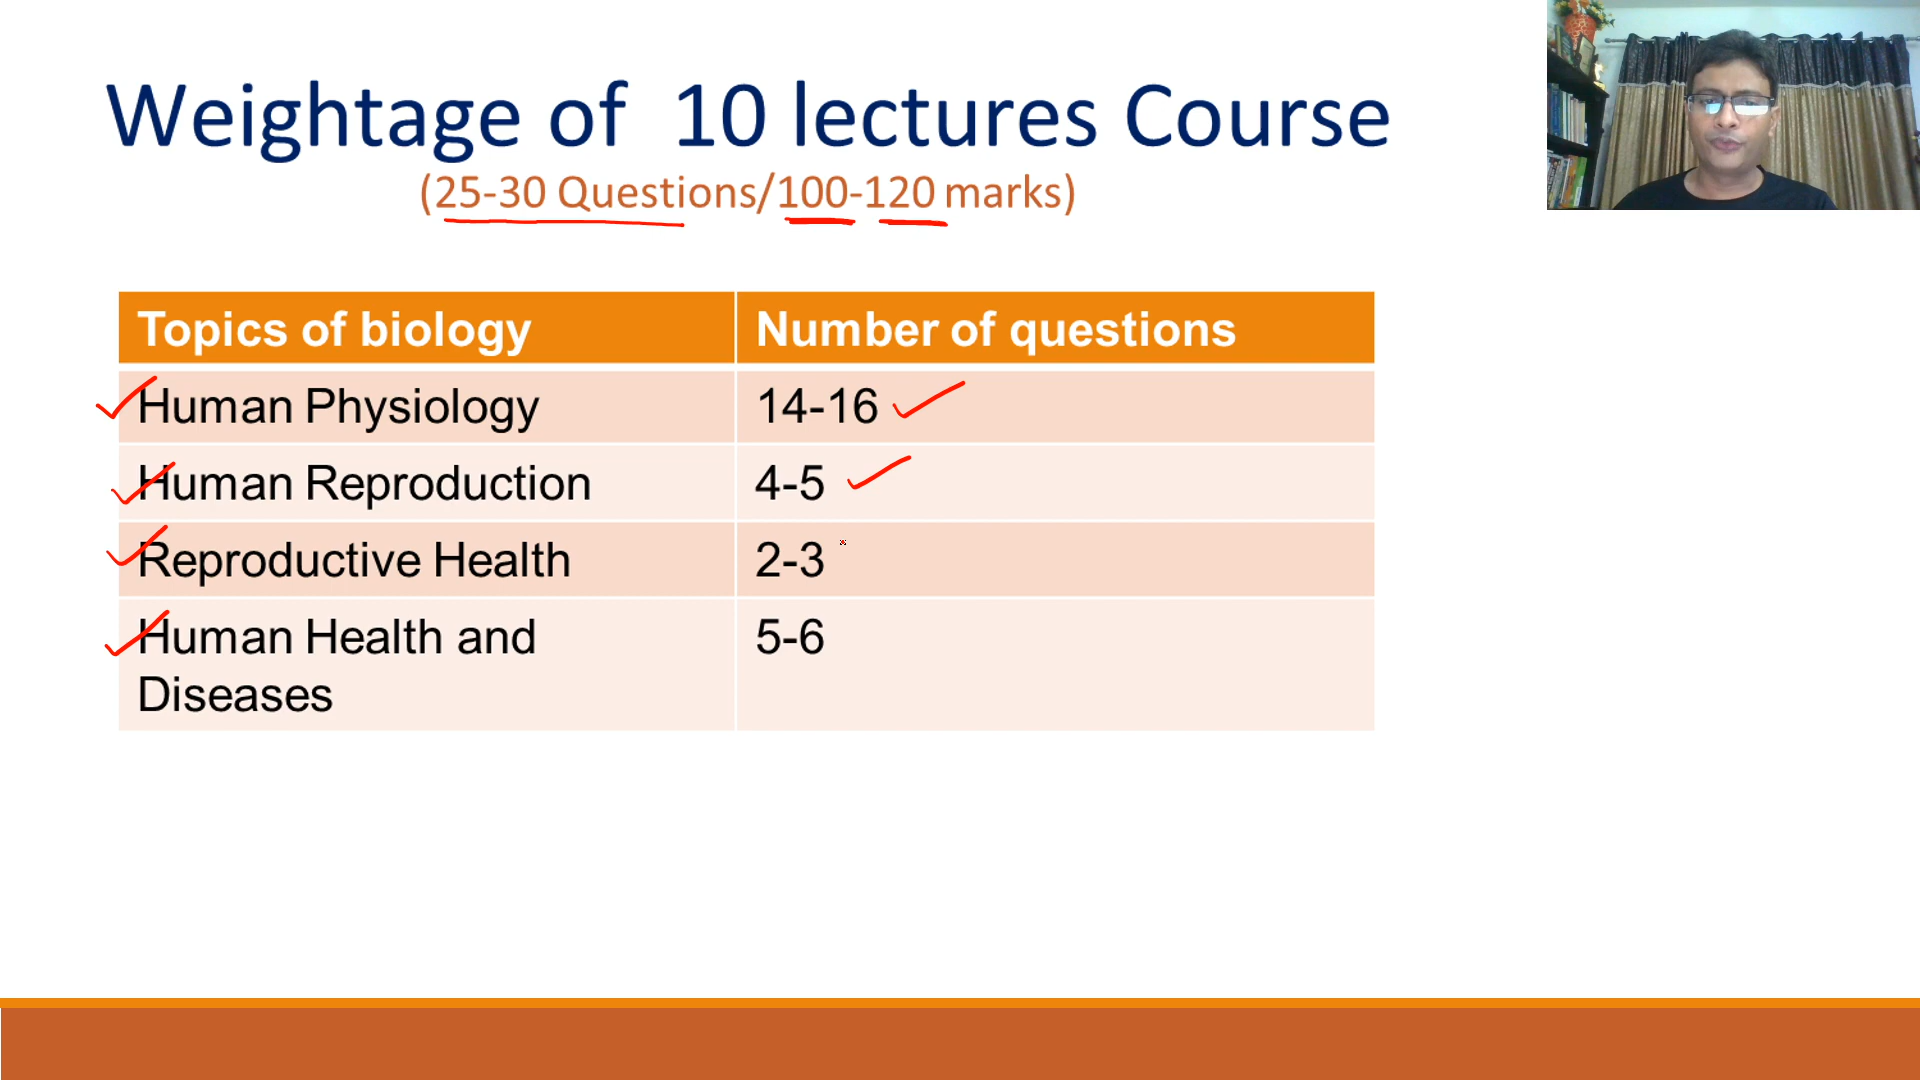 Weightage of 10 lectures Course
(25-30 Questions/100-120 marks)
Topics of biology Number of questions
Human Physiology 14-16
Human Reproduction 4-5
Reproductive Health 2-3
Human Health and 5-6
Diseases